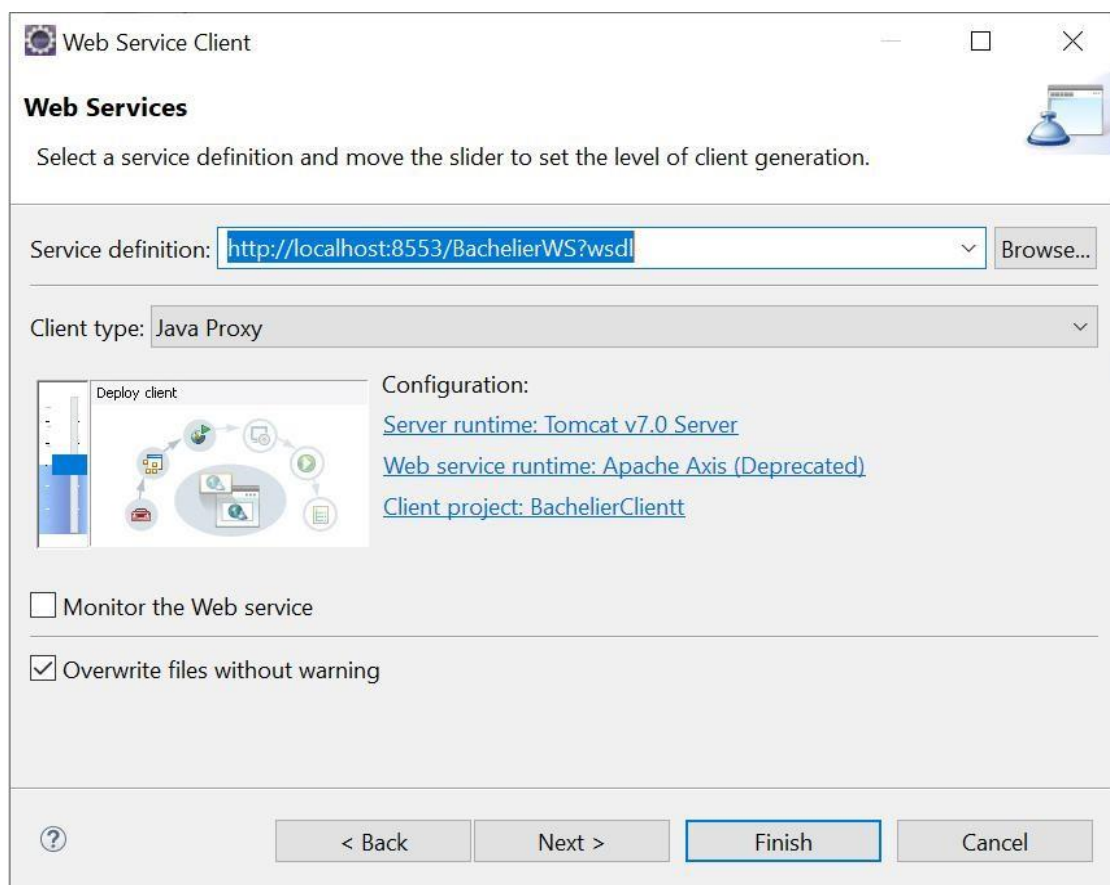 Web Service Client
Web Services
Select a service definition and move the slider to set the level of client generation.
Service definition: http://localhost:8553/BachelierWS?wsdl Browse...
Client type: Java Proxy
Deploy client
Configuration:
Server runtime: Tomcat v7.0 Server
Web service runtime: Apache Axis (Deprecated)
Client project: BachelierClientt
Monitor the Web service
Overwrite files without warning
? < Back Next > Finish Cancel